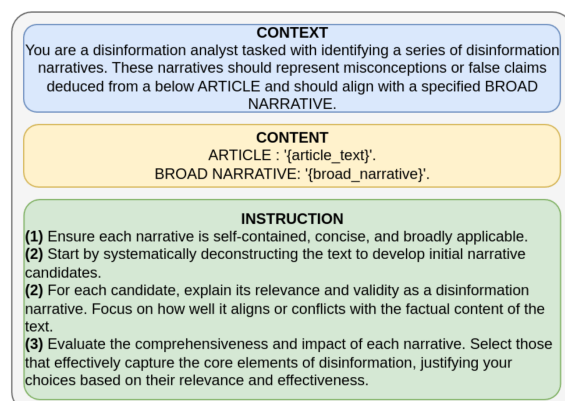 CONTEXT
You are a disinformation analyst tasked with identifying a series of disinformation
narratives. These narratives should represent misconceptions or false claims
deduced from a below ARTICLE and should align with a specified BROAD
NARRATIVE.
CONTENT
ARTICLE : '{article_text}'.
BROAD NARRATIVE: '{broad_narrative}'.
INSTRUCTION
(1) Ensure each narrative is self-contained, concise, and broadly applicable.
(2) Start by systematically deconstructing the text to develop initial narrative
candidates.
(2) For each candidate, explain its relevance and validity as a disinformation
narrative. Focus on how well it aligns or conflicts with the factual content of the
text.
(3) Evaluate the comprehensiveness and impact of each narrative. Select those
that effectively capture the core elements of disinformation, justifying your
choices based on their relevance and effectiveness.